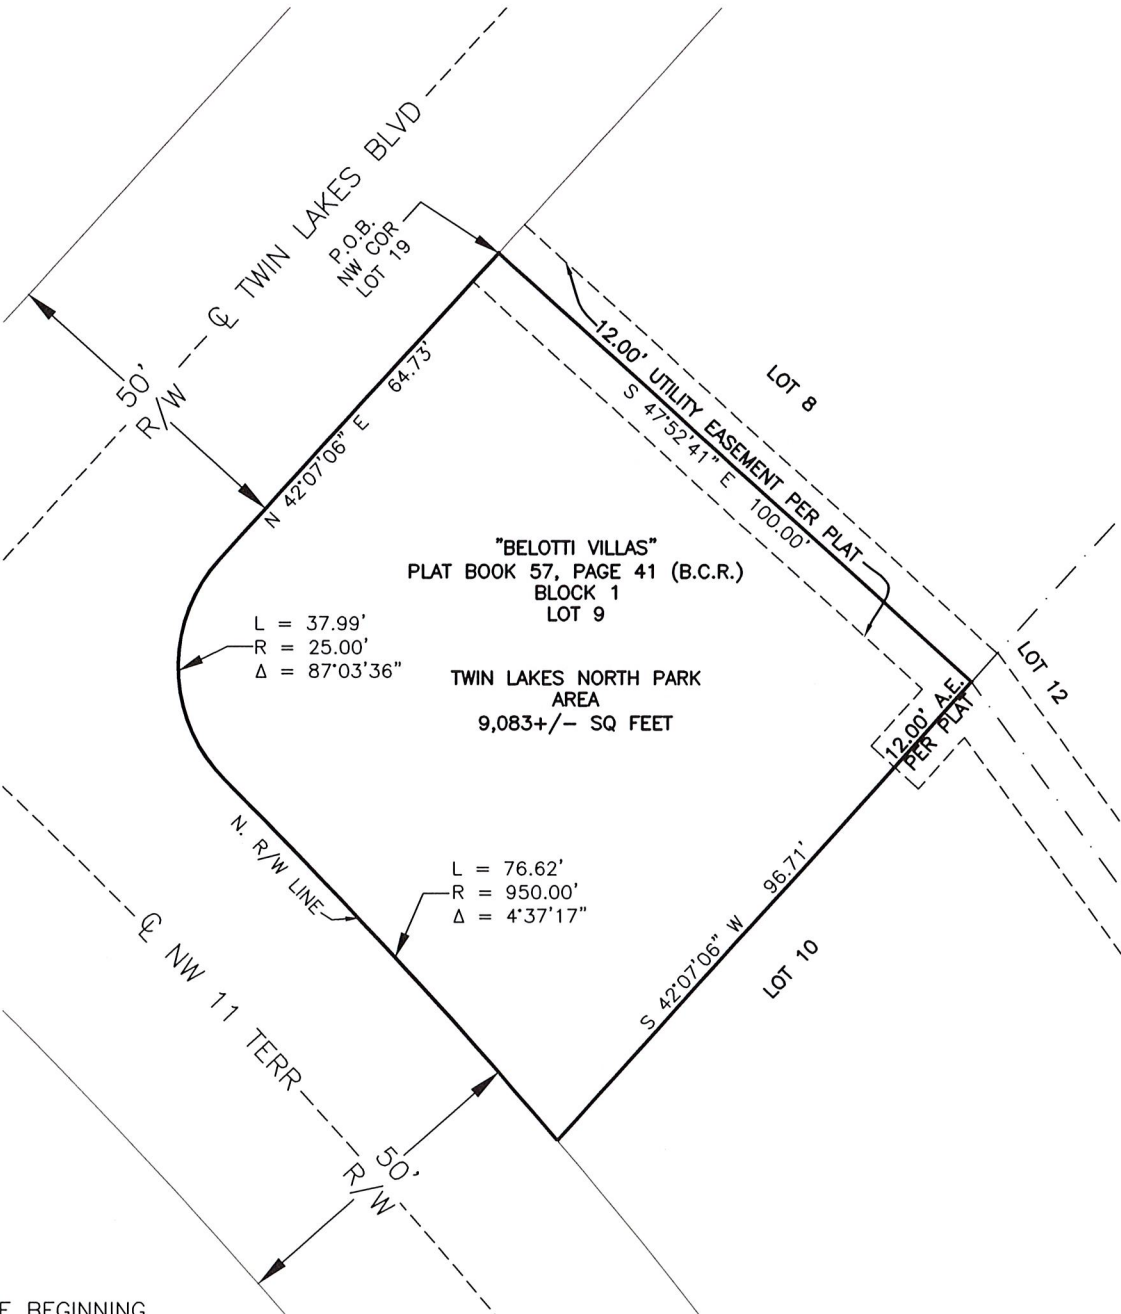 ℄ TWIN LAKES BLVD
P.O.B.
NW COR
LOT 19
50'
R/W
N 42°07'06" E 64.73'
12.00' UTILITY EASEMENT PER PLAT
S 47°52'41" E 100.00'
LOT 8
"BELOTTI VILLAS"
PLAT BOOK 57, PAGE 41 (B.C.R.)
BLOCK 1
LOT 9
L = 37.99'
R = 25.00'
Δ = 87°03'36"
TWIN LAKES NORTH PARK
AREA
9,083+/- SQ FEET
LOT 12
12.00' A.E.
PER PLAT
N. R/W LINE
L = 76.62'
R = 950.00'
Δ = 4°37'17"
S 42°07'06" W 96.71'
LOT 10
℄ NW 11 TERR
50'
R/W
E BEGINNING